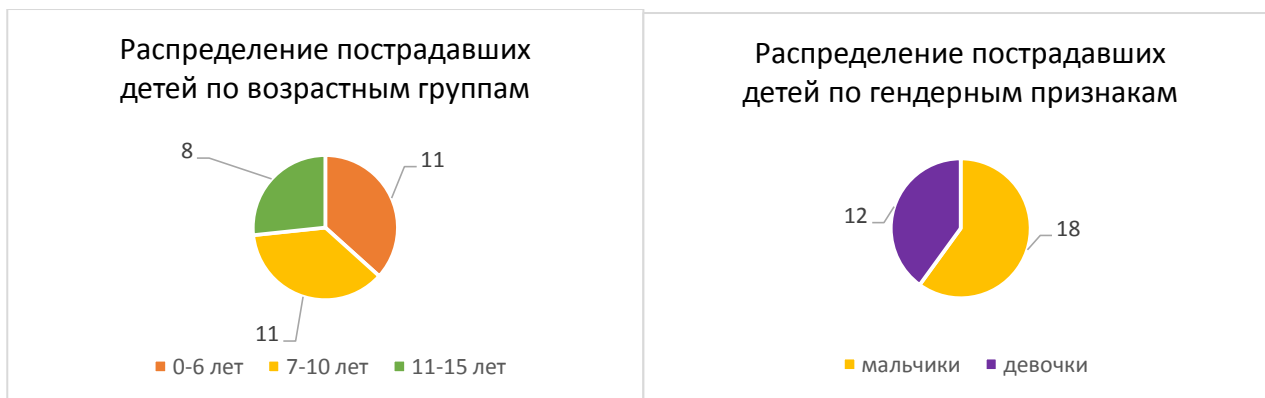 Распределение пострадавших
детей по возрастным группам
8
11
11
0-6 лет
7-10 лет
11-15 лет
Распределение пострадавших
детей по гендерным признакам
12
18
мальчики
девочки